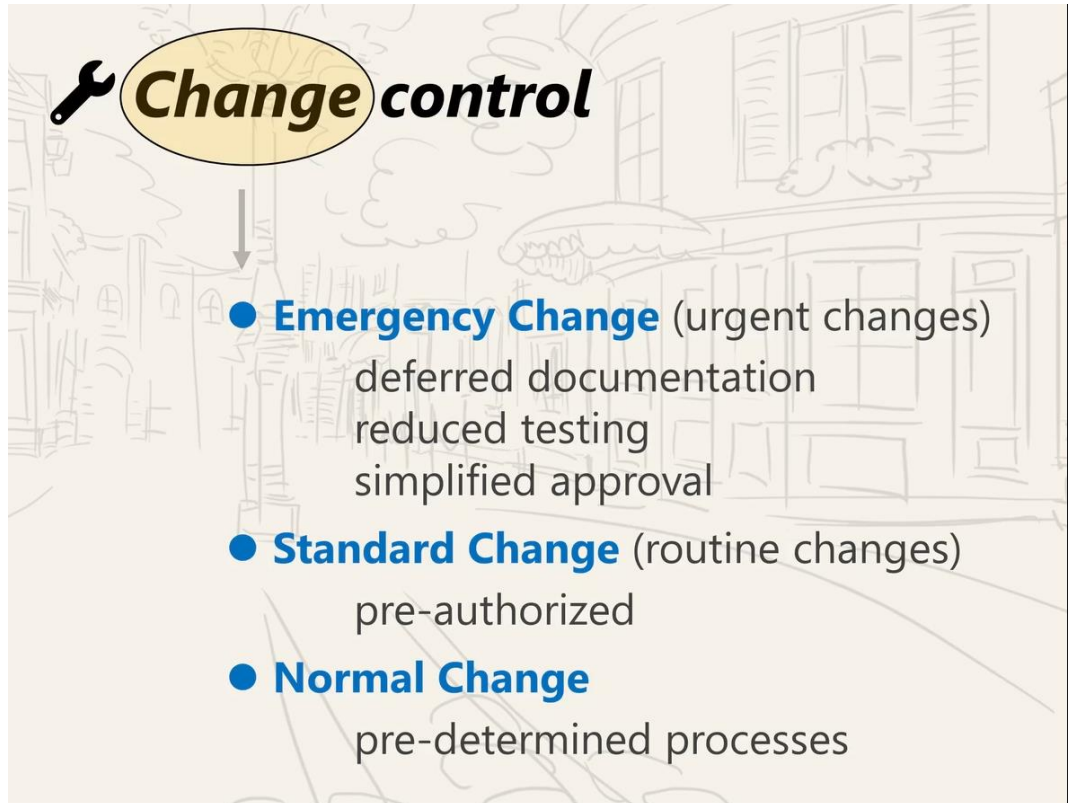 Change control
Emergency Change (urgent changes)
deferred documentation
reduced testing
simplified approval
Standard Change (routine changes)
pre-authorized
Normal Change
pre-determined processes